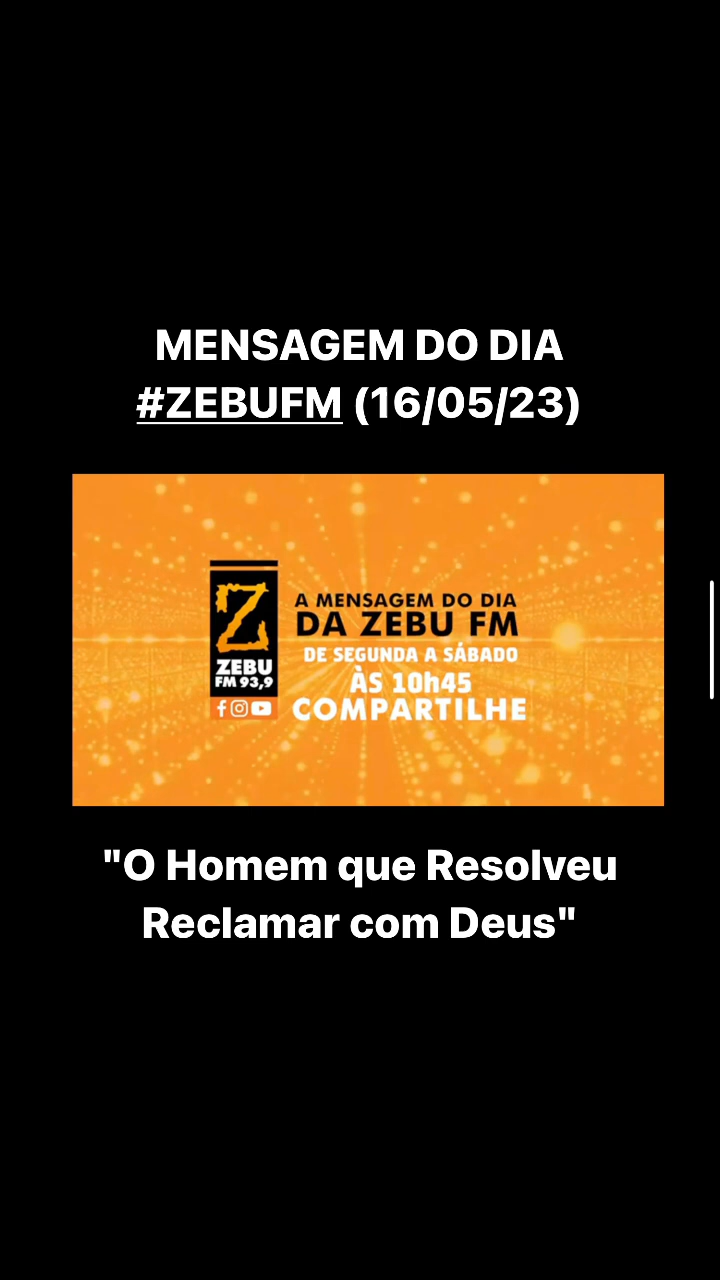 MENSAGEM DO DIA
#ZEBUFM (16/05/23)
Z
ZEBU
FM 93,9
A MENSAGEM DO DIA
DA ZEBU FM
DE SEGUNDA A SÁBADO
ÀS 10h45
COMPARTILHE
"O Homem que Resolveu
Reclamar com Deus"